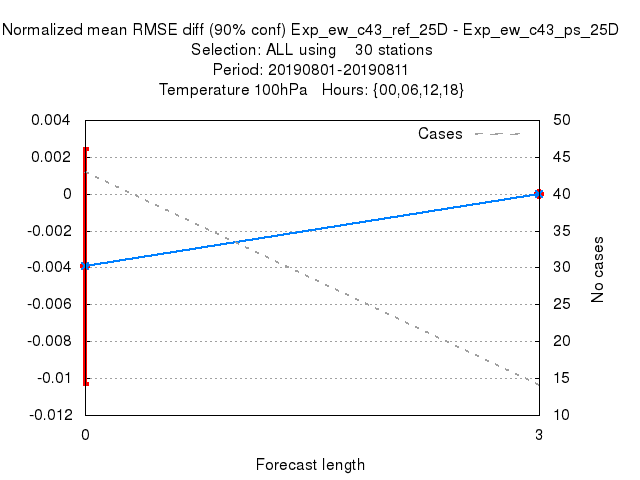 Normalized mean RMSE diff (90% conf) Exp_ew_c43_ref_25D - Exp_ew_c43_ps_25D
Selection: ALL using    30 stations
Period: 20190801-20190811
Temperature 100hPa   Hours: {00,06,12,18}
Cases
0.004
0.002
0
-0.002
-0.004
-0.006
-0.008
-0.01
-0.012
50
45
40
35
30
25
20
15
10
No cases
0
3
Forecast length